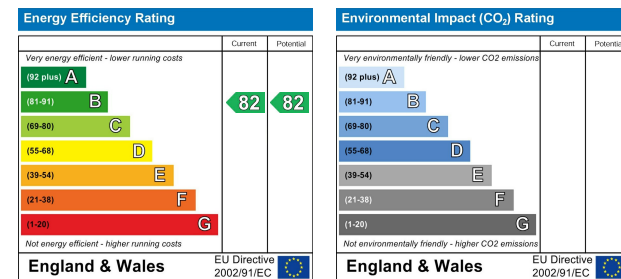 Energy Efficiency Rating
Current Potential
Very energy efficient - lower running costs
(92 plus) A
(81-91) B 82 82
(69-80) C
(55-68) D
(39-54) E
(21-38) F
(1-20) G
Not energy efficient - higher running costs
England & Wales
EU Directive
2002/91/EC
Environmental Impact (CO₂) Rating
Current Potential
Very environmentally friendly - lower CO2 emissions
(92 plus) A
(81-91) B
(69-80) C
(55-68) D
(39-54) E
(21-38) F
(1-20) G
Not environmentally friendly - higher CO2 emissions
England & Wales
EU Directive
2002/91/EC